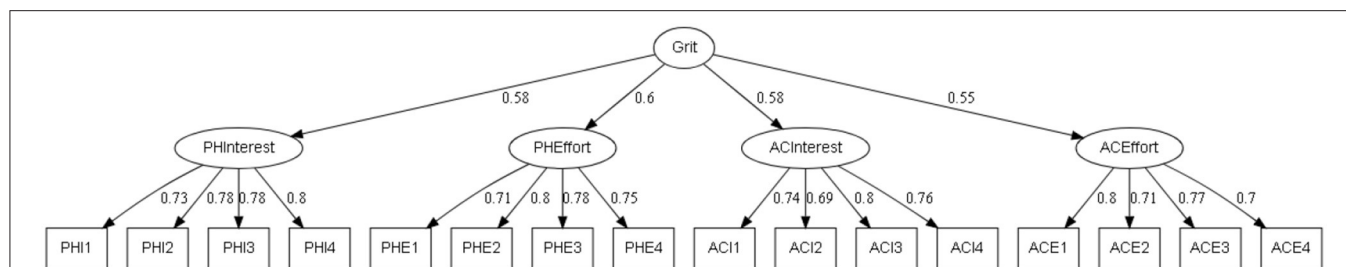 Grit
0.58 0.6 0.58 0.55
PHInterest PHEffort ACInterest ACEffort
0.73 0.78 0.78 0.8 0.71 0.8 0.78 0.75 0.74 0.69 0.8 0.76 0.8 0.71 0.77 0.7
PHI1 PHI2 PHI3 PHI4 PHE1 PHE2 PHE3 PHE4 ACI1 ACI2 ACI3 ACI4 ACE1 ACE2 ACE3 ACE4